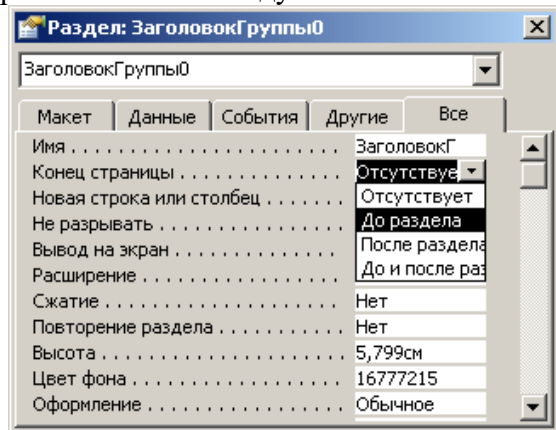 Раздел: ЗаголовокГруппы0
ЗаголовокГруппы0
Макет Данные События Другие Все
Имя ЗаголовокГ
Конец страницы Отсутствуе
Новая строка или столбец Отсутствует
Не разрывать До раздела
Вывод на экран После раздела
Расширение До и после раз
Сжатие Нет
Повторение раздела Нет
Высота 5,799см
Цвет фона 16777215
Оформление Обычное